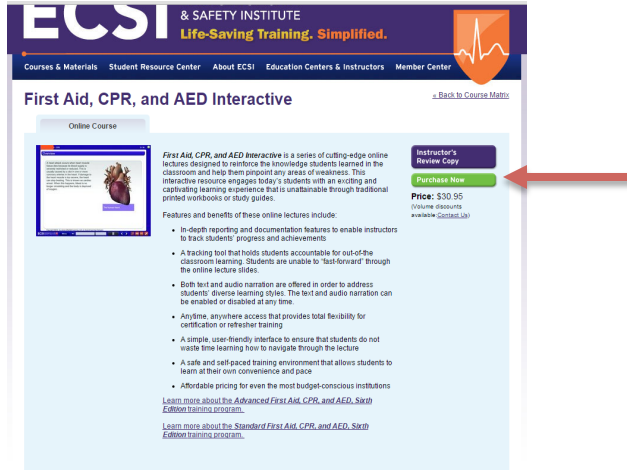 ECSI
& SAFETY INSTITUTE
Life-Saving Training. Simplified.
Courses & Materials Student Resource Center About ECSI Education Centers & Instructors Member Center
First Aid, CPR, and AED Interactive
« Back to Course Matrix
Online Course
First Aid, CPR, and AED Interactive is a series of cutting-edge online
lectures designed to reinforce the knowledge students learned in the
classroom and help them pinpoint any areas of weakness. This
interactive resource engages today's students with an exciting and
captivating learning experience that is unattainable through traditional
printed workbooks or study guides.
Features and benefits of these online lectures include:
• In-depth reporting and documentation features to enable instructors
to track students' progress and achievements
• A tracking tool that holds students accountable for out-of-the
classroom learning. Students are unable to "fast-forward" through
the online lecture slides.
• Both text and audio narration are offered in order to address
students' diverse learning styles. The text and audio narration can
be enabled or disabled at any time.
• Anytime, anywhere access that provides total flexibility for
certification or refresher training
• A simple, user-friendly interface to ensure that students do not
waste time learning how to navigate through the lecture
• A safe and self-paced training environment that allows students to
learn at their own convenience and pace
• Affordable pricing for even the most budget-conscious institutions
Learn more about the Advanced First Aid, CPR, and AED, Sixth
Edition training program.
Learn more about the Standard First Aid, CPR, and AED, Sixth
Edition training program.
Instructor's
Review Copy
Purchase Now
Price: $30.95
(Volume discounts
available:Contact Us)